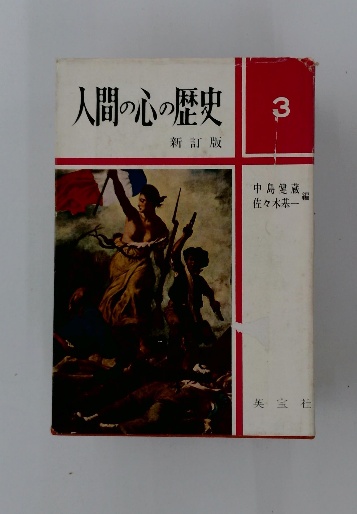 人間の心の歴史
新訂版
3
中島健蔵
佐々木基一
編
英宝社